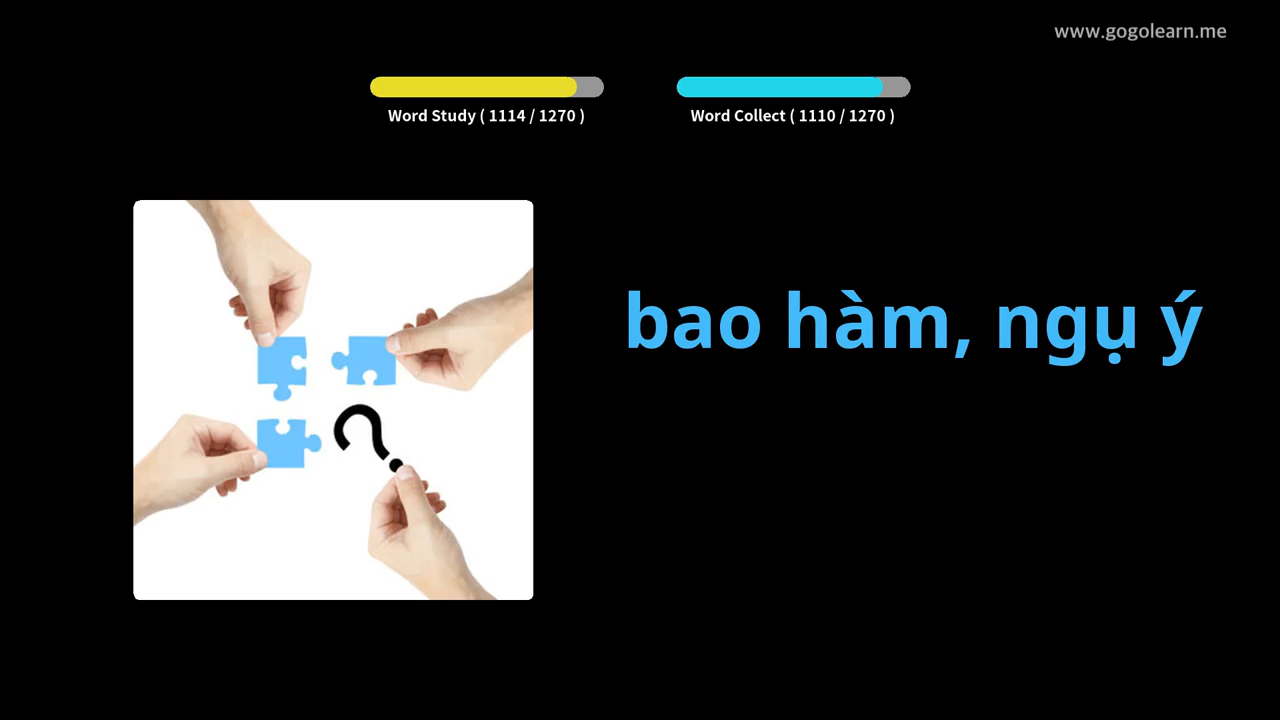 www.gogolearn.me
Word Study ( 1114 / 1270 )
Word Collect ( 1110 / 1270 )
bao hàm, ngụ ý
?